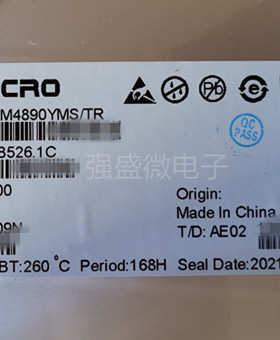 CRO
M4890YMS/TR
B526.1C
QC
PASS
强盛微电子
00
Origin:
Made in China
09N
T/D: AE02
BT:260℃ Period:168H Seal Date:2021
Pb
e